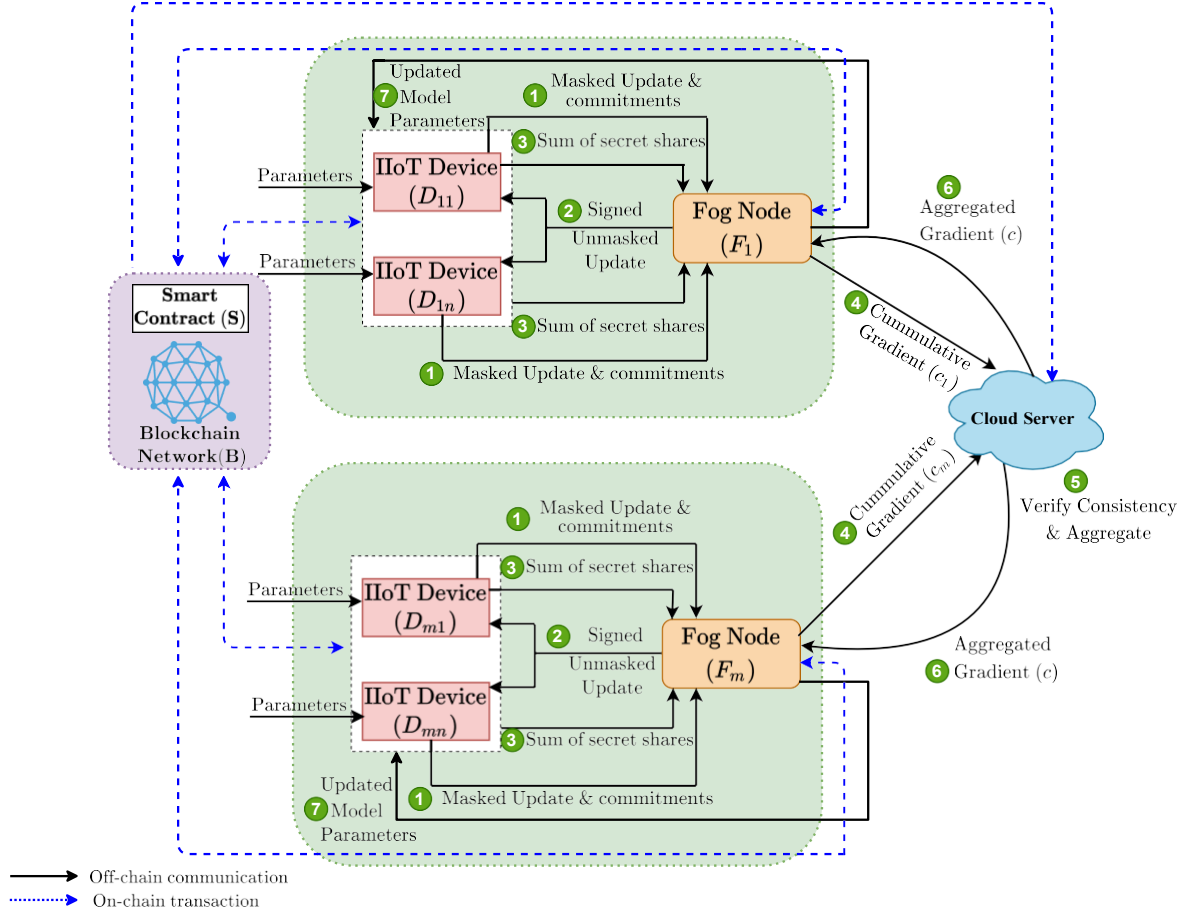 Updated
7 Model
Parameters
1 Masked Update &
commitments
3 Sum of secret shares
Parameters
IIoT Device
(D₁₁)
2 Signed
Unmasked
Update
Fog Node
(F₁)
6
Aggregated
Gradient (c)
Parameters
IIoT Device
(D₁ₙ)
3 Sum of secret shares
1 Masked Update & commitments
4 Cummulative
Gradient (c₁)
Smart
Contract (S)
Blockchain
Network(B)
Cloud Server
4 Cummulative
Gradient (cₘ)
5
Verify Consistency
& Aggregate
1 Masked Update &
commitments
3 Sum of secret shares
Parameters
IIoT Device
(Dₘ₁)
2 Signed
Unmasked
Update
Fog Node
(Fₘ)
Aggregated
6 Gradient (c)
Parameters
IIoT Device
(Dₘₙ)
3 Sum of secret shares
Updated
7 Model
Parameters
1 Masked Update & commitments
Off-chain communication
On-chain transaction